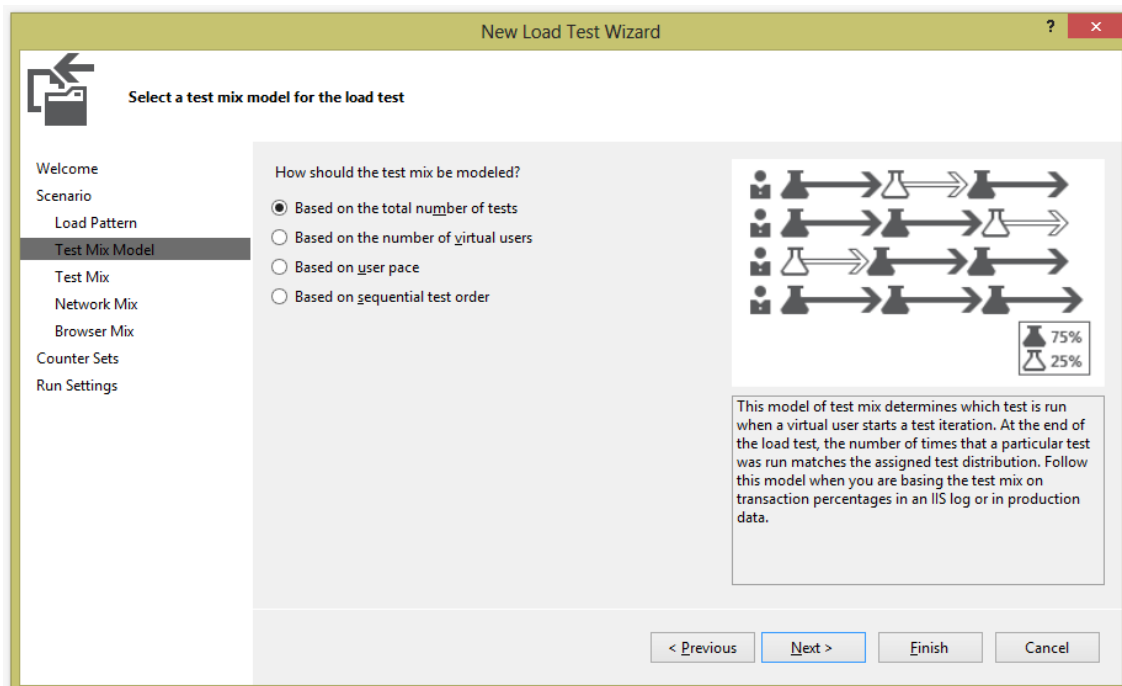 New Load Test Wizard
?
Select a test mix model for the load test
Welcome
Scenario
Load Pattern
Test Mix Model
Test Mix
Network Mix
Browser Mix
Counter Sets
Run Settings
How should the test mix be modeled?
Based on the total number of tests
Based on the number of virtual users
Based on user pace
Based on sequential test order
75%
25%
This model of test mix determines which test is run
when a virtual user starts a test iteration. At the end of
the load test, the number of times that a particular test
was run matches the assigned test distribution. Follow
this model when you are basing the test mix on
transaction percentages in an IIS log or in production
data.
< Previous
Next >
Finish
Cancel